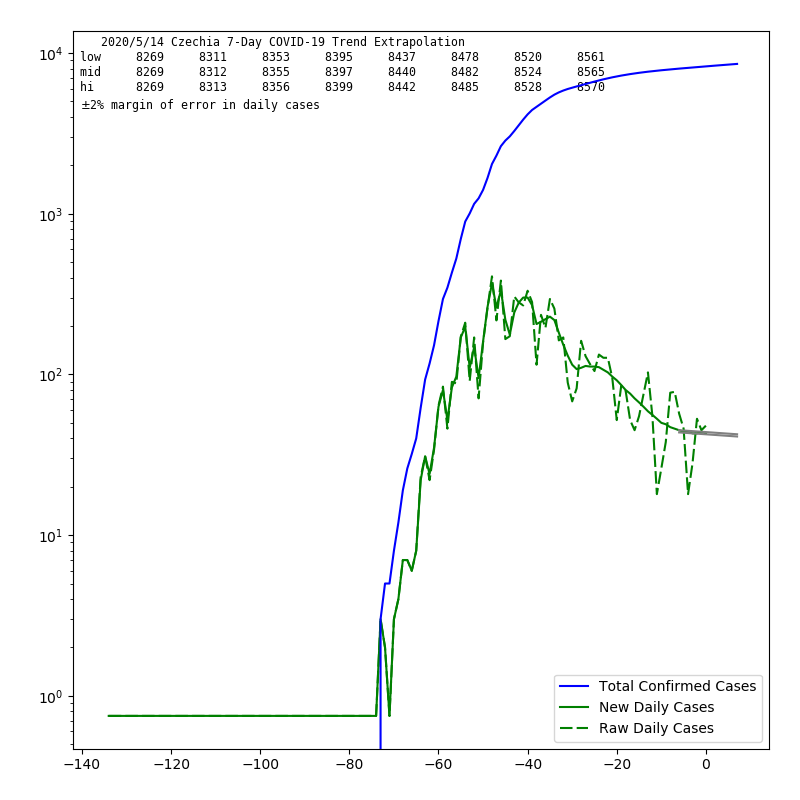 2020/5/14 Czechia 7-Day COVID-19 Trend Extrapolation
low 8269 8311 8353 8395 8437 8478 8520 8561
mid 8269 8312 8355 8397 8440 8482 8524 8565
hi 8269 8313 8356 8399 8442 8485 8528 8570
±2% margin of error in daily cases
10⁴
10³
10²
10¹
10⁰
Total Confirmed Cases
New Daily Cases
Raw Daily Cases
−140 −120 −100 −80 −60 −40 −20 0